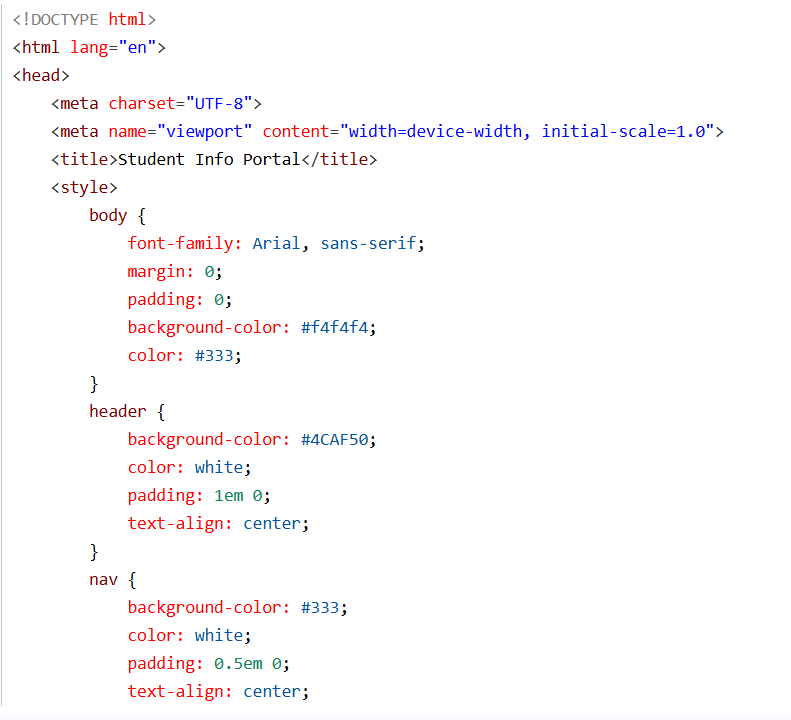 <!DOCTYPE html>
<html lang="en">
<head>
    <meta charset="UTF-8">
    <meta name="viewport" content="width=device-width, initial-scale=1.0">
    <title>Student Info Portal</title>
    <style>
        body {
            font-family: Arial, sans-serif;
            margin: 0;
            padding: 0;
            background-color: #f4f4f4;
            color: #333;
        }
        header {
            background-color: #4CAF50;
            color: white;
            padding: 1em 0;
            text-align: center;
        }
        nav {
            background-color: #333;
            color: white;
            padding: 0.5em 0;
            text-align: center;